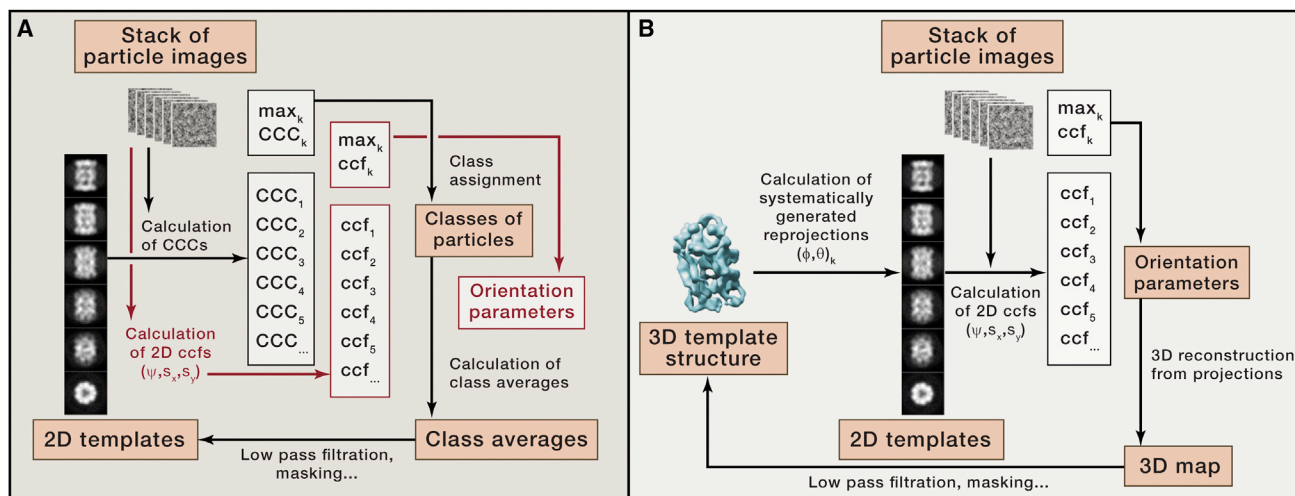 A
Stack of
particle images
max_k
CCC_k
max_k
ccf_k
Class
assignment
Calculation
of CCCs
CCC_1
CCC_2
CCC_3
CCC_4
CCC_5
CCC_...
ccf_1
ccf_2
ccf_3
ccf_4
ccf_5
ccf_...
Classes of
particles
Orientation
parameters
Calculation
of 2D ccfs
(ψ,s_x,s_y)
Calculation of
class averages
2D templates
Class averages
Low pass filtration,
masking...
B
Stack of
particle images
max_k
ccf_k
Calculation of
systematically
generated
reprojections
(ϕ,θ)_k
ccf_1
ccf_2
ccf_3
ccf_4
ccf_5
ccf_...
Orientation
parameters
Calculation
of 2D ccfs
(ψ,s_x,s_y)
3D template
structure
3D reconstruction
from projections
2D templates
3D map
Low pass filtration, masking...